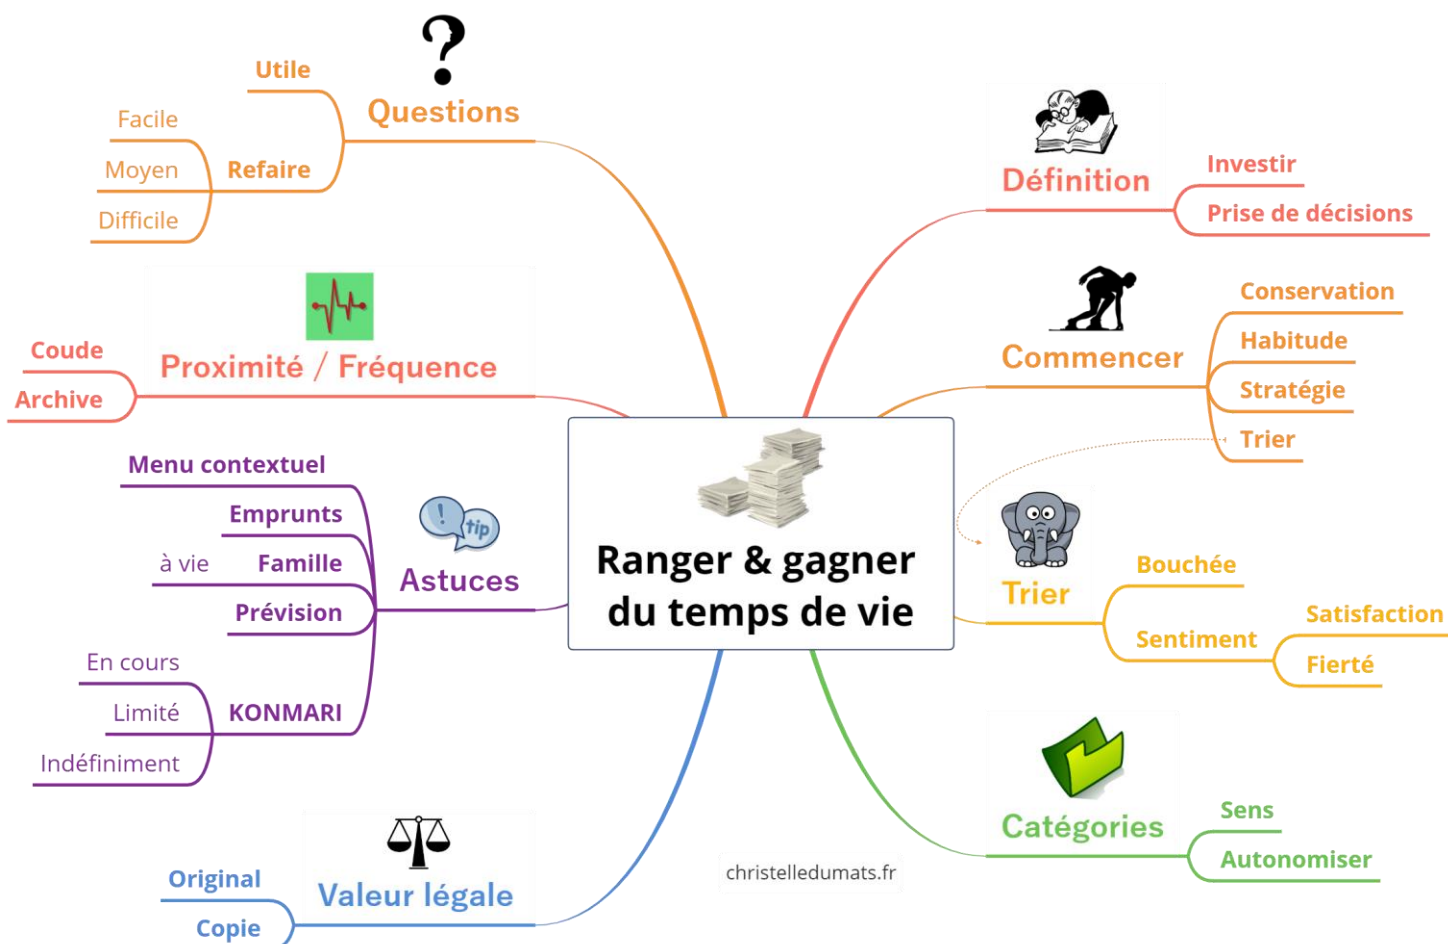 Ranger & gagner
du temps de vie
Définition
Investir
Prise de décisions
Commencer
Conservation
Habitude
Stratégie
Trier
Trier
Bouchée
Sentiment
Satisfaction
Fierté
Catégories
Sens
Autonomiser
Valeur légale
Original
Copie
tip
!
Astuces
Menu contextuel
Emprunts
Famille
à vie
Prévision
KONMARI
En cours
Limité
Indéfiniment
Proximité / Fréquence
Coude
Archive
?
Questions
Utile
Refaire
Facile
Moyen
Difficile
christelledumats.fr